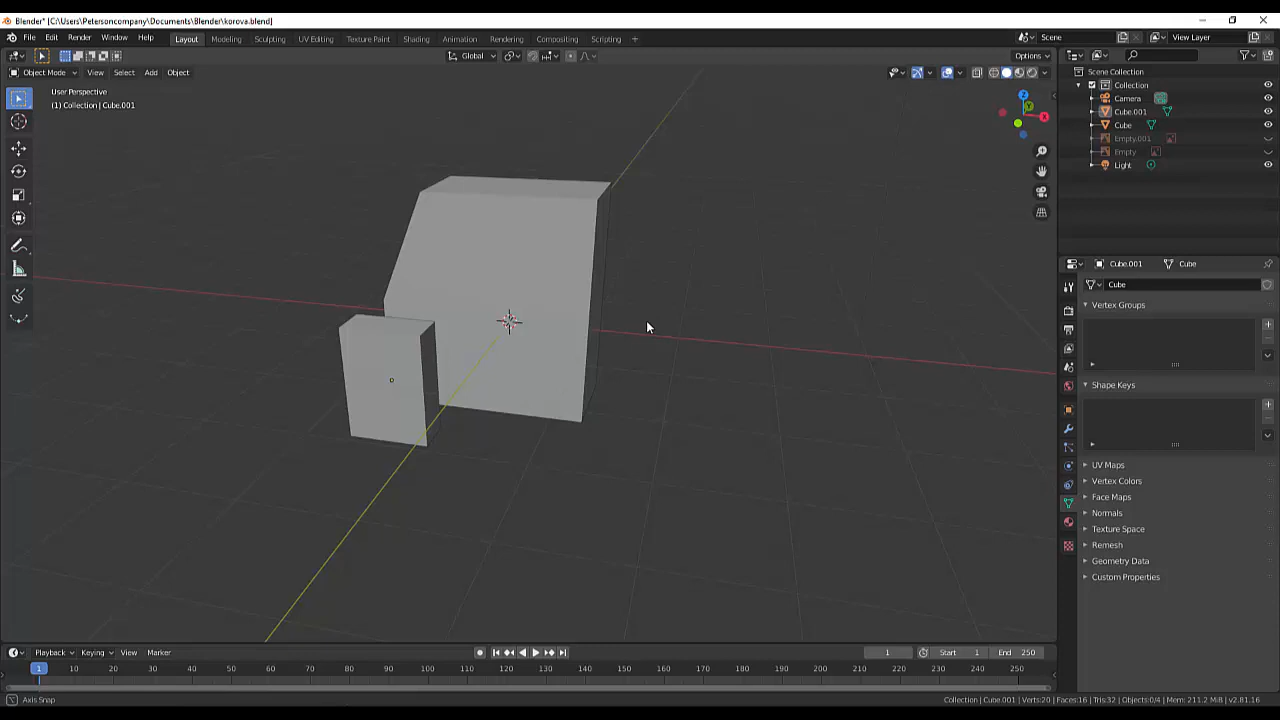 Blender* [C:\Users\Petersoncompany\Documents\Blender\korova.blend]
File Edit Render Window Help Layout Modeling Sculpting UV Editing Texture Paint Shading Animation Rendering Compositing Scripting + Scene View Layer
Global Options
Object Mode View Select Add Object
User Perspective
(1) Collection | Cube.001
Z
Y
X
Scene Collection
Collection
Camera
Cube.001
Cube
Empty.001
Empty
Light
Cube.001 Cube
Cube
Vertex Groups
Shape Keys
UV Maps
Vertex Colors
Face Maps
Normals
Texture Space
Remesh
Geometry Data
Custom Properties
Playback Keying View Marker 1 Start 1 End 250
1 10 20 30 40 50 60 70 80 90 100 110 120 130 140 150 160 170 180 190 200 210 220 230 240 250
Axis Snap Collection | Cube.001 | Verts:20 | Faces:16 | Tris:32 | Objects:0/4 | Mem: 211.2 MiB | v2.81.16